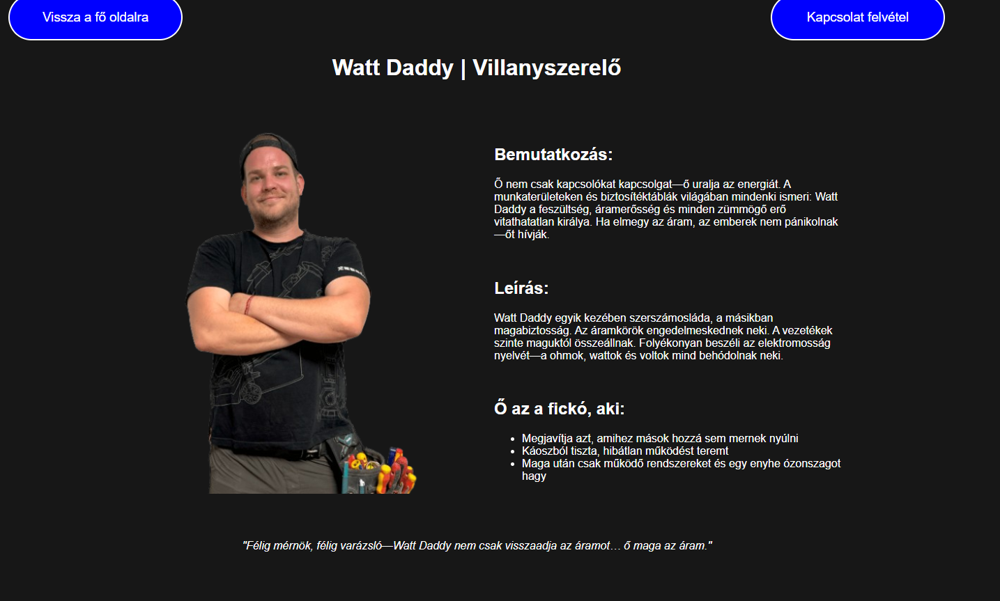 Vissza a fő oldalra
Kapcsolat felvétel
Watt Daddy | Villanyszerelő
Bemutatkozás:
Ő nem csak kapcsolókat kapcsolgat—ő uralja az energiát. A
munkaterületeken és biztosítéktáblák világában mindenki ismeri: Watt
Daddy a feszültség, áramerősség és minden zümmögő erő
vitathatatlan királya. Ha elmegy az áram, az emberek nem pánikolnak
—őt hívják.
Leírás:
Watt Daddy egyik kezében szerszámosláda, a másikban
magabiztosság. Az áramkörök engedelmeskednek neki. A vezetékek
szinte maguktól összeállnak. Folyékonyan beszéli az elektromosság
nyelvét—a ohmok, wattok és voltok mind behódolnak neki.
Ő az a fickó, aki:
• Megjavítja azt, amihez mások hozzá sem mernek nyúlni
• Káoszból tiszta, hibátlan működést teremt
• Maga után csak működő rendszereket és egy enyhe ózonszagot
hagy
"Félig mérnök, félig varázsló—Watt Daddy nem csak visszaadja az áramot… ő maga az áram."